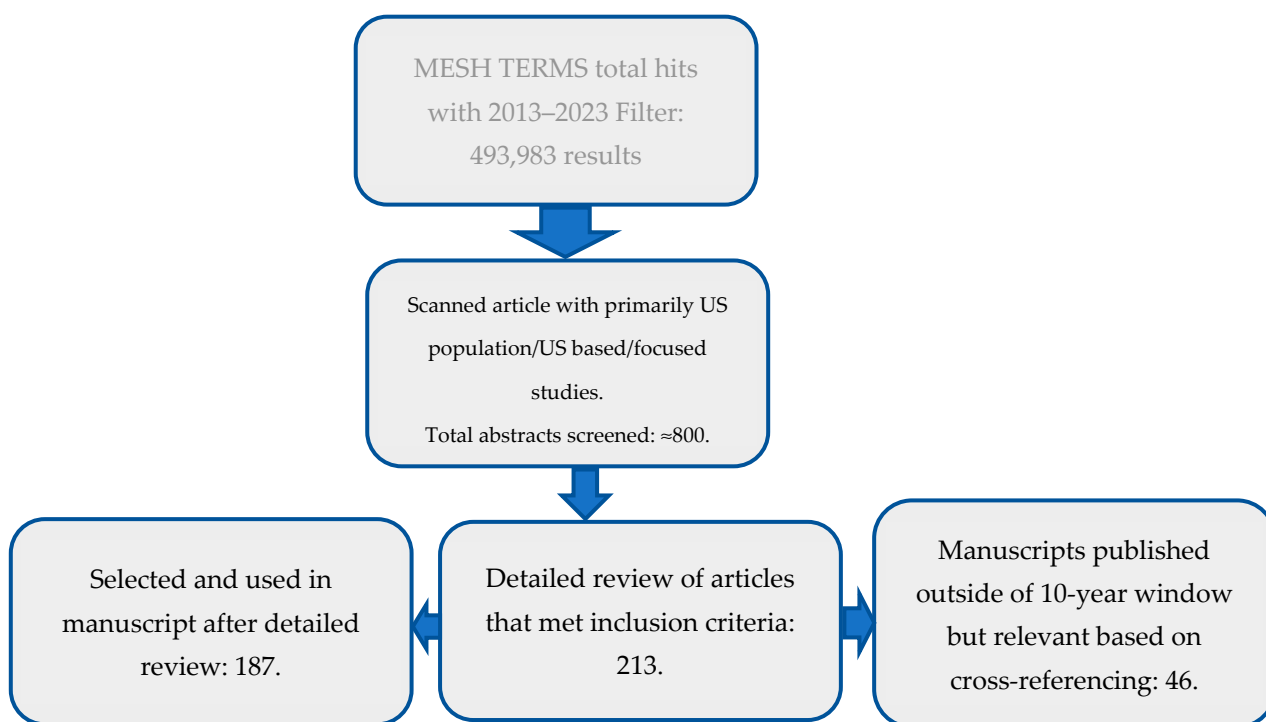 MESH TERMS total hits
with 2013–2023 Filter:
493,983 results
Scanned article with primarily US
population/US based/focused
studies.
Total abstracts screened: ≈800.
Selected and used in
manuscript after detailed
review: 187.
Detailed review of articles
that met inclusion criteria:
213.
Manuscripts published
outside of 10-year window
but relevant based on
cross-referencing: 46.